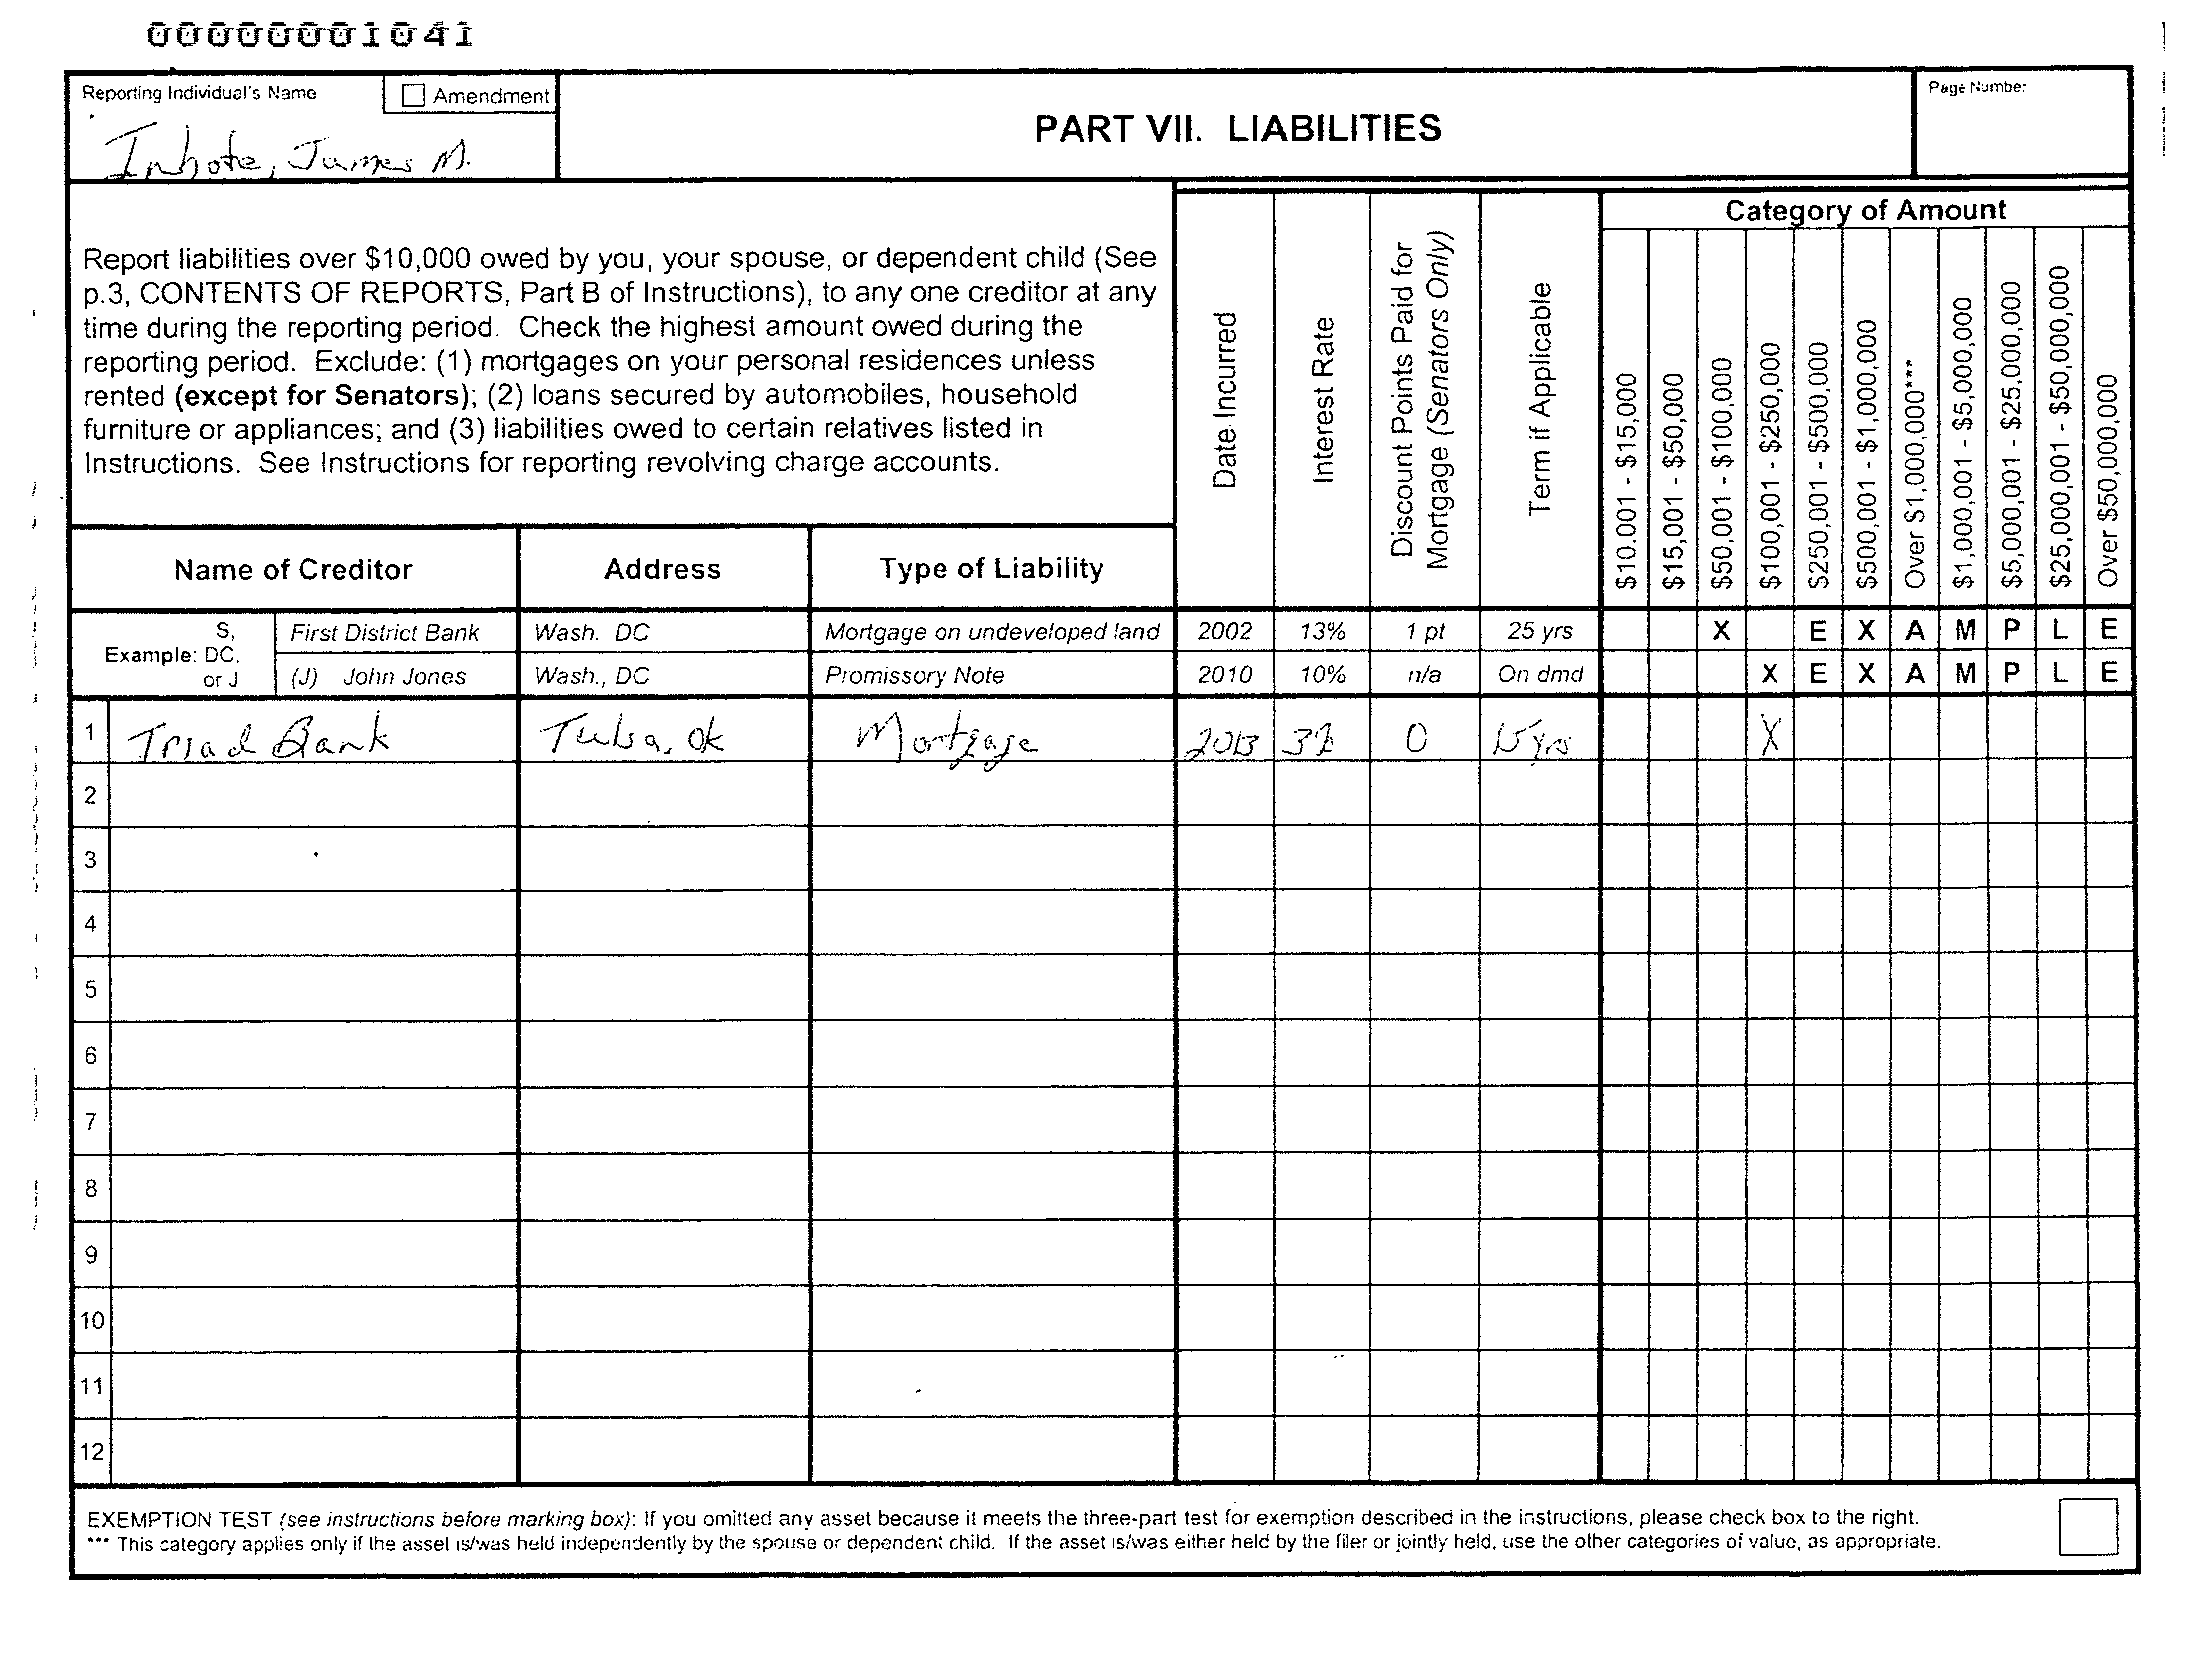 00000001041
Reporting Individual's Name
Amendment
Inhofe, James M.
PART VII. LIABILITIES
Page Number
Report liabilities over $10,000 owed by you, your spouse, or dependent child (See
p.3, CONTENTS OF REPORTS, Part B of Instructions), to any one creditor at any
time during the reporting period. Check the highest amount owed during the
reporting period. Exclude: (1) mortgages on your personal residences unless
rented (except for Senators); (2) loans secured by automobiles, household
furniture or appliances; and (3) liabilities owed to certain relatives listed in
Instructions. See Instructions for reporting revolving charge accounts.
Name of Creditor
Address
Type of Liability
Date Incurred
Interest Rate
Discount Points Paid for
Mortgage (Senators Only)
Term if Applicable
Category of Amount
$10.001 - $15,000
$15,001 - $50,000
$50,001 - $100,000
$100,001 - $250,000
$250,001 - $500,000
$500,001 - $1,000,000
Over $1,000,000***
$1,000,001 - $5,000,000
$5,000,001 - $25,000,000
$25,000,001 - $50,000,000
Over $50,000,000
Example: S, DC, or J
First District Bank Wash. DC Mortgage on undeveloped land 2002 13% 1 pt 25 yrs X E X A M P L E
(J) John Jones Wash., DC Promissory Note 2010 10% n/a On dmd X E X A M P L E
1 Triad Bank Tulsa, Ok Mortgage 2013 3% 0 15 yrs X
2
3
4
5
6
7
8
9
10
11
12
EXEMPTION TEST (see instructions before marking box): If you omitted any asset because it meets the three-part test for exemption described in the instructions, please check box to the right.
*** This category applies only if the asset is/was held independently by the spouse or dependent child. If the asset is/was either held by the filer or jointly held, use the other categories of value, as appropriate.